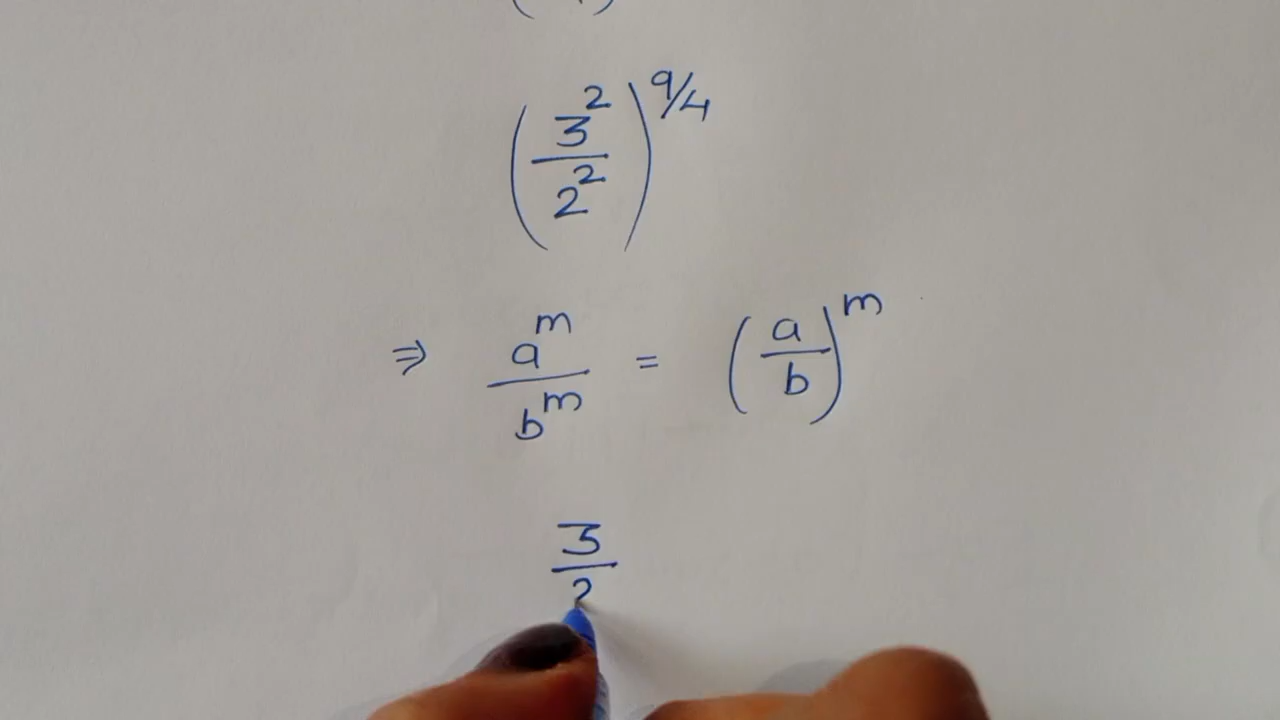 (3²/2²)^9/4
⇒ a^m/b^m = (a/b)^m
3/2